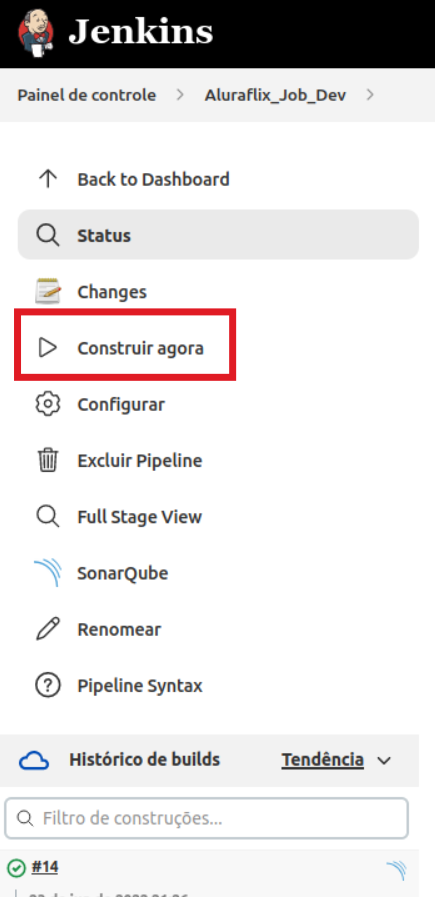 Jenkins
Painel de controle > Aluraflix_Job_Dev >
Back to Dashboard
Status
Changes
Construir agora
Configurar
Excluir Pipeline
Full Stage View
SonarQube
Renomear
Pipeline Syntax
Histórico de builds Tendência
Filtro de construções...
#14